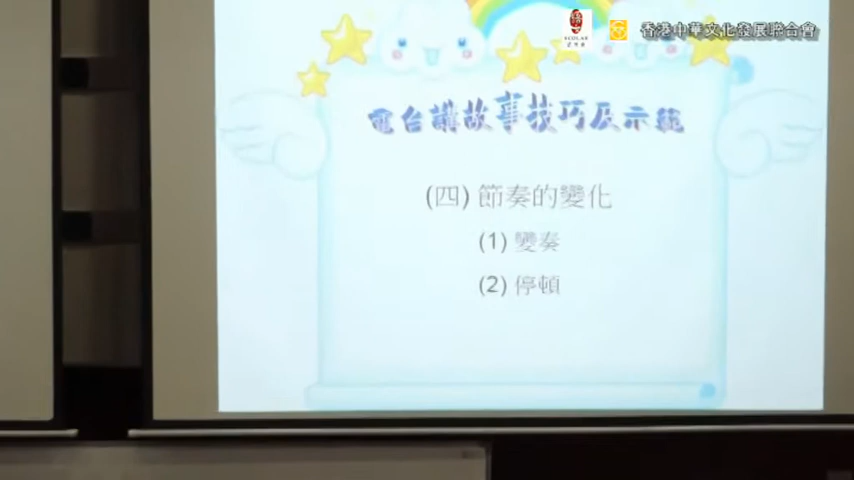 香港中華文化發展聯合會
電台講故事技巧及示範
(四) 節奏的變化
(1) 變奏
(2) 停頓